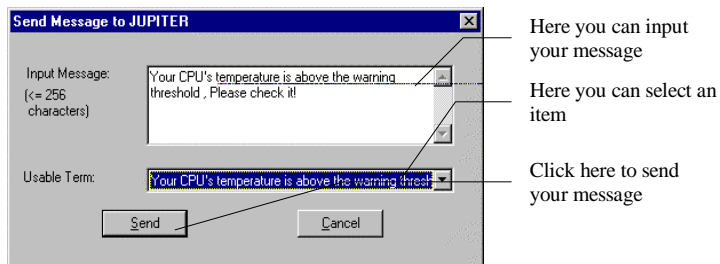 Send Message to JUPITER
Here you can input
your message
Input Message:
(<= 256
characters)
Your CPU's temperature is above the warning
threshold , Please check it!
Here you can select an
item
Usable Term:
Your CPU's temperature is above the warning thresh
Click here to send
your message
Send
Cancel